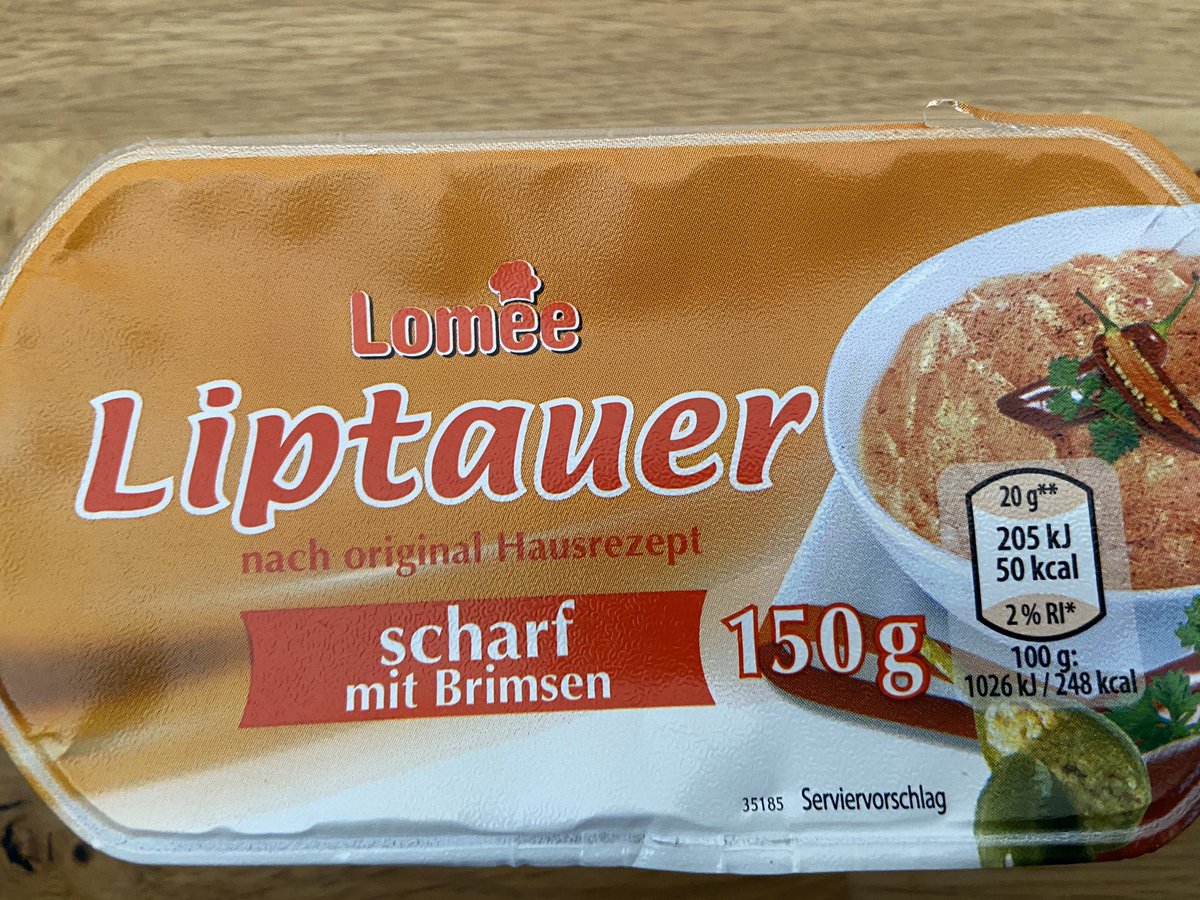 Lomee
Liptauer
nach original Hausrezept
scharf
mit Brimsen
150 g
20 g**
205 kJ
50 kcal
2 % RI*
100 g:
1026 kJ / 248 kcal
35185 Serviervorschlag